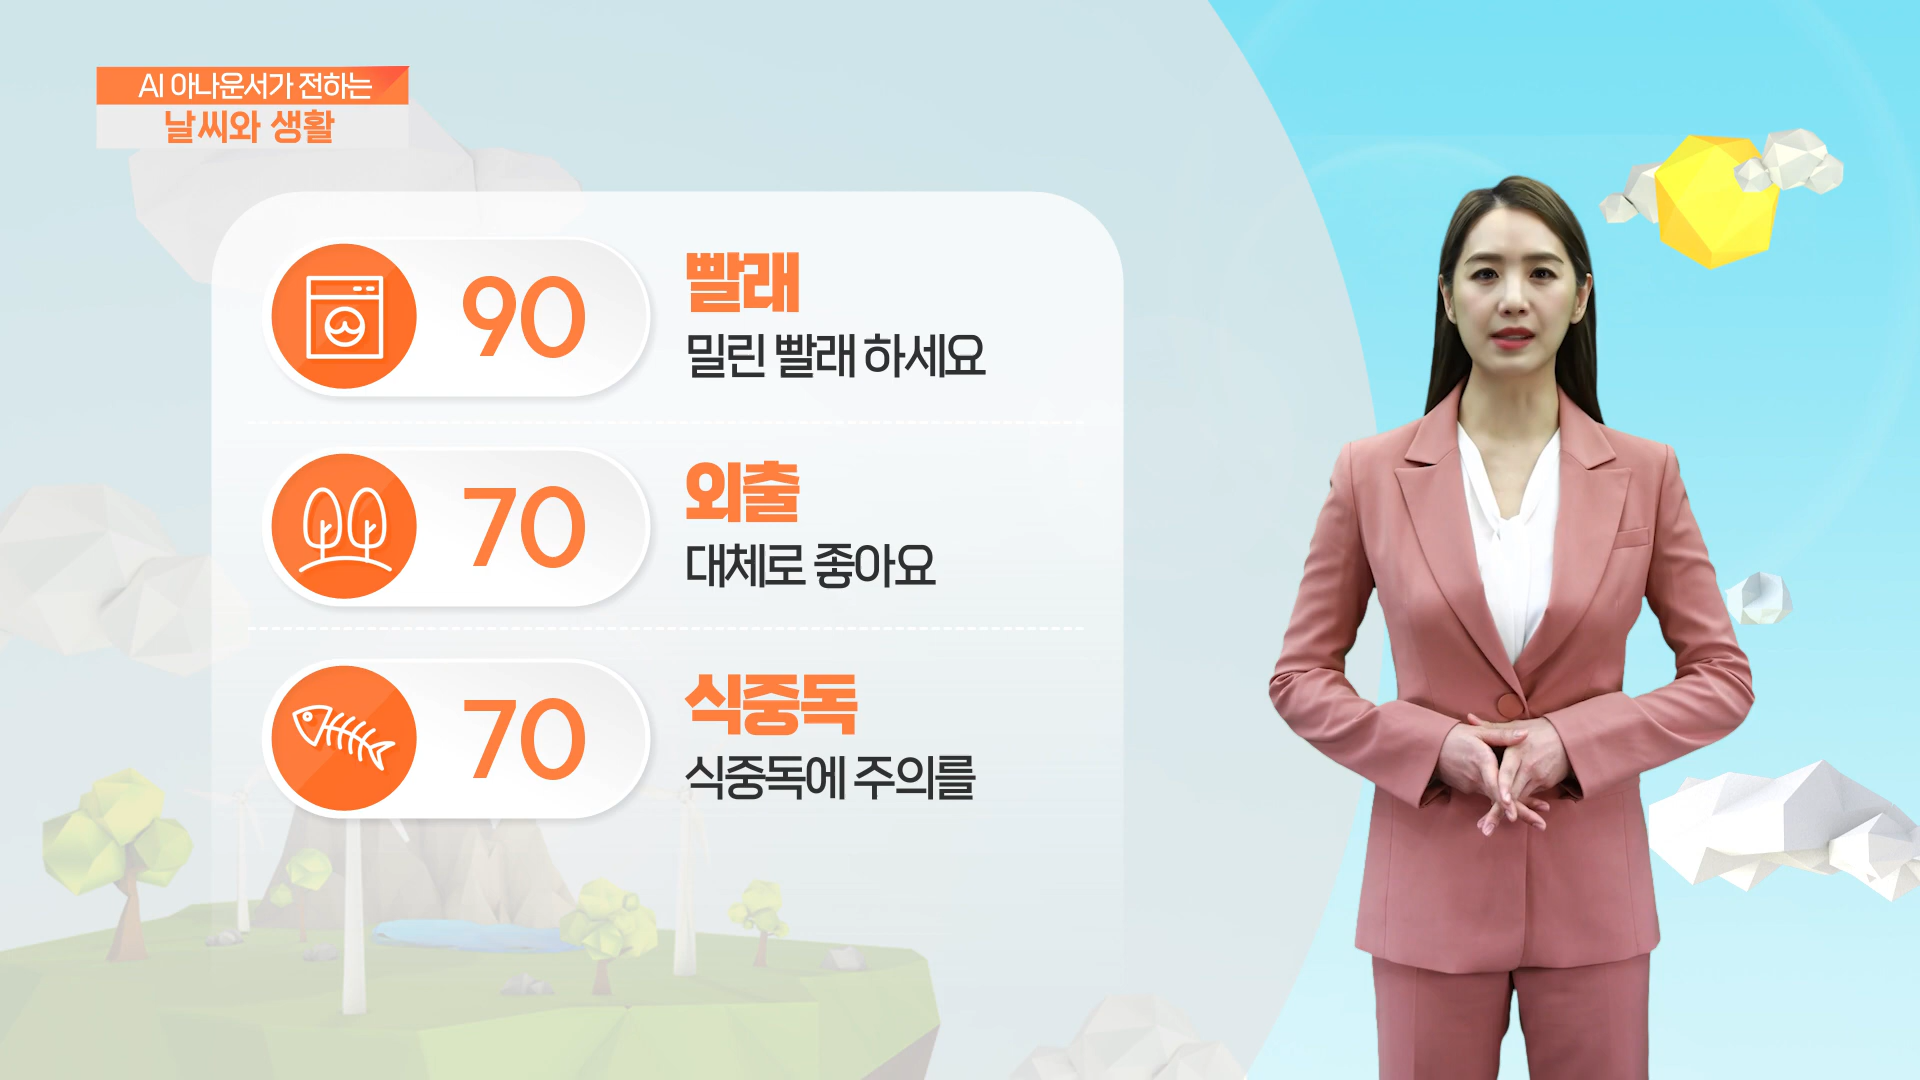 AI 아나운서가 전하는
날씨와 생활
90
빨래
밀린 빨래 하세요
70
외출
대체로 좋아요
70
식중독
식중독에 주의를